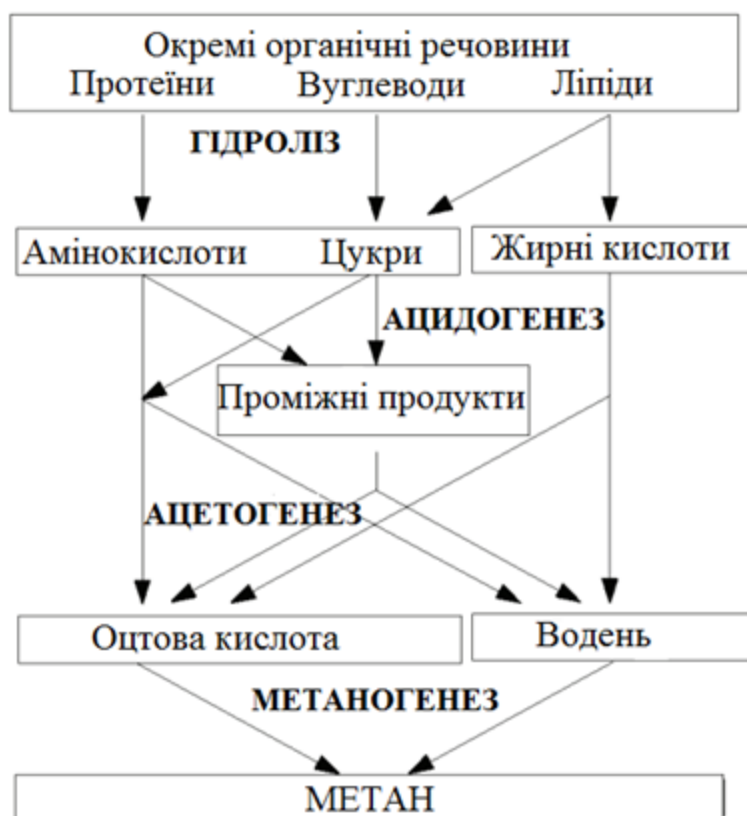 Окремі органічні речовини
Протеїни Вуглеводи Ліпіди
ГІДРОЛІЗ
Амінокислоти Цукри Жирні кислоти
АЦИДОГЕНЕЗ
Проміжні продукти
АЦЕТОГЕНЕЗ
Оцтова кислота Водень
МЕТАНОГЕНЕЗ
МЕТАН